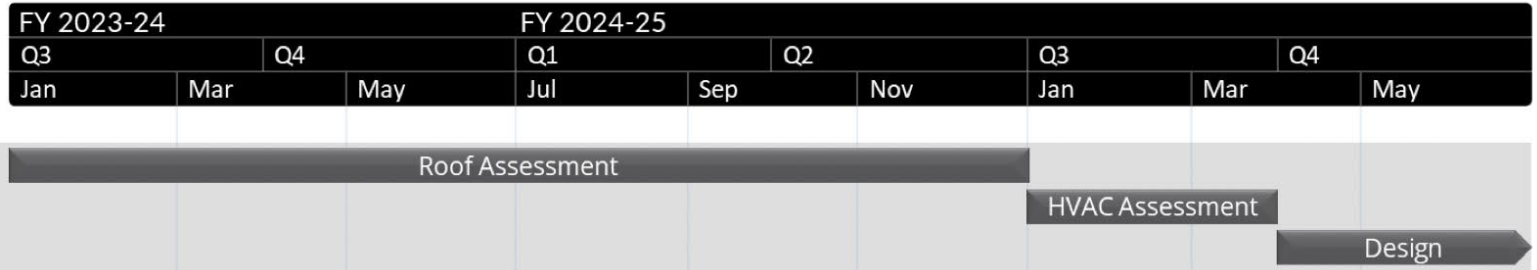 FY 2023-24 FY 2024-25
Q3 Q4 Q1 Q2 Q3 Q4
Jan Mar May Jul Sep Nov Jan Mar May
Roof Assessment
HVAC Assessment
Design